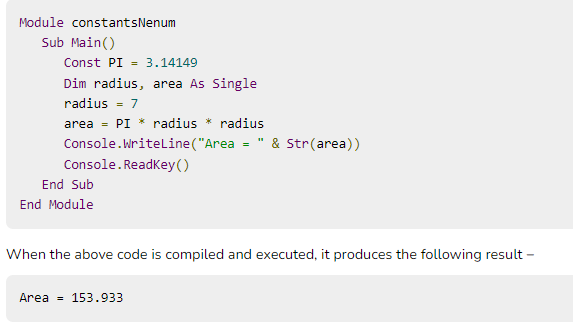 Module constantsNenum
Sub Main()
Const PI = 3.14149
Dim radius, area As Single
radius = 7
area = PI * radius * radius
Console.WriteLine("Area = " & Str(area))
Console.ReadKey()
End Sub
End Module
When the above code is compiled and executed, it produces the following result –
Area = 153.933